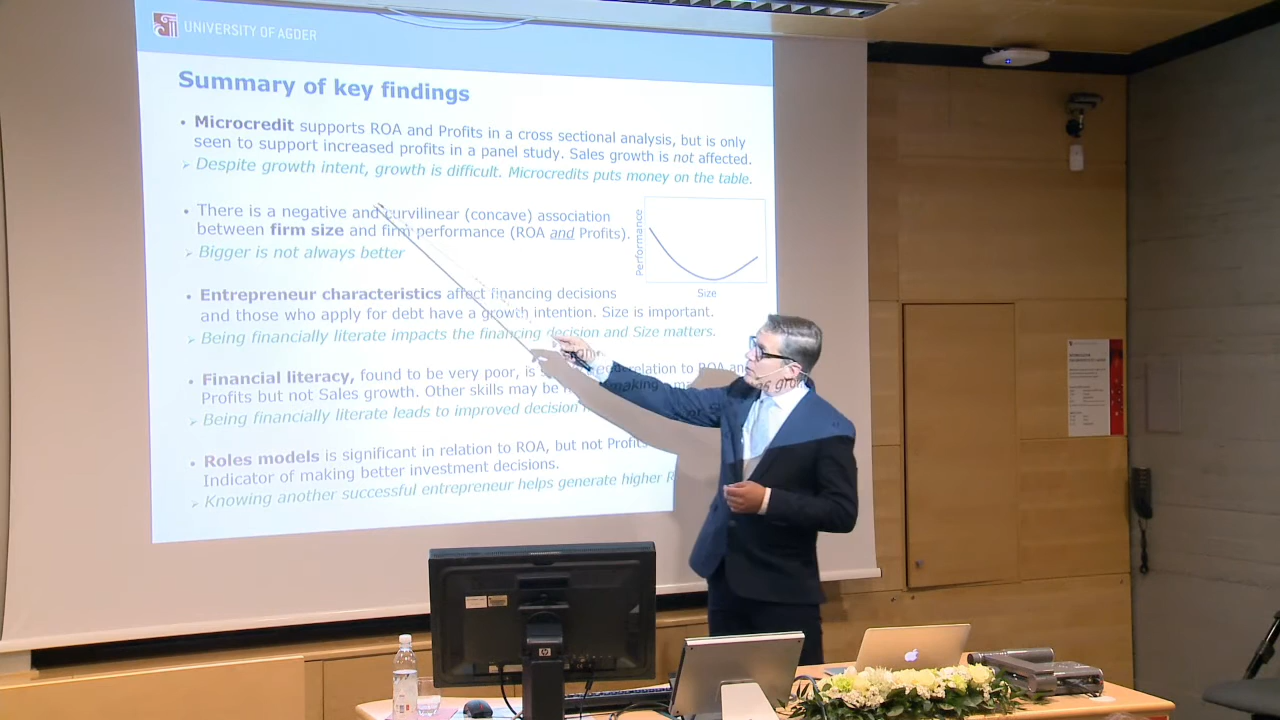 UNIVERSITY OF AGDER
Summary of key findings
• Microcredit supports ROA and Profits in a cross sectional analysis, but is only
seen to support increased profits in a panel study. Sales growth is not affected.
➢ Despite growth intent, growth is difficult. Microcredits puts money on the table.
• There is a negative and curvilinear (concave) association
between firm size and firm performance (ROA and Profits).
➢ Bigger is not always better
Performance
Size
• Entrepreneur characteristics affect financing decisions
and those who apply for debt have a growth intention. Size is important.
➢ Being financially literate impacts the financing decision and Size matters.
• Financial literacy, found to be very poor, is relation to ROA an
Profits but not Sales growth. Other skills may be making
➢ Being financially literate leads to improved decision
• Roles models is significant in relation to ROA, but not Profit
Indicator of making better investment decisions.
➢ Knowing another successful entrepreneur helps generate higher R
hp